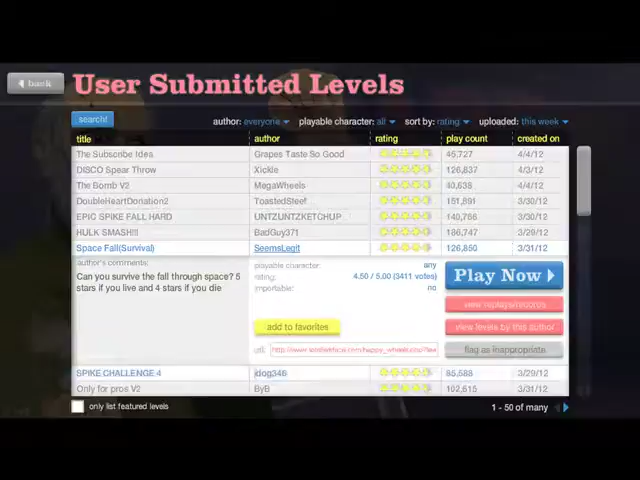 back
User Submitted Levels
search!
author: everyone playable character: all sort by: rating uploaded: this week
title author rating play count created on
The Subscribe Idea Grapes Taste So Good 46,727 4/4/12
DISCO Spear Throw Xickle 126,837 4/3/12
The Bomb V2 MegaWheels 40,638 4/4/12
DoubleHeartDonation2 ToastedSteef 151,891 3/30/12
EPIC SPIKE FALL HARD UNTZUNTZKETCHUP 140,766 3/30/12
HULK SMASH!!! BadGuy371 186,747 3/29/12
Space Fall(Survival) SeemsLegit 126,850 3/31/12
author's comments:
Can you survive the fall through space? 5
stars if you live and 4 stars if you die
playable character: any
rating: 4.50 / 5.00 (3411 votes)
importable: no
add to favorites
url:
Play Now
view replays/records
view levels by this author
flag as inappropriate
SPIKE CHALLENGE 4 jdog346 85,588 3/29/12
Only for pros V2 ByB 102,615 3/31/12
only list featured levels
1 - 50 of many